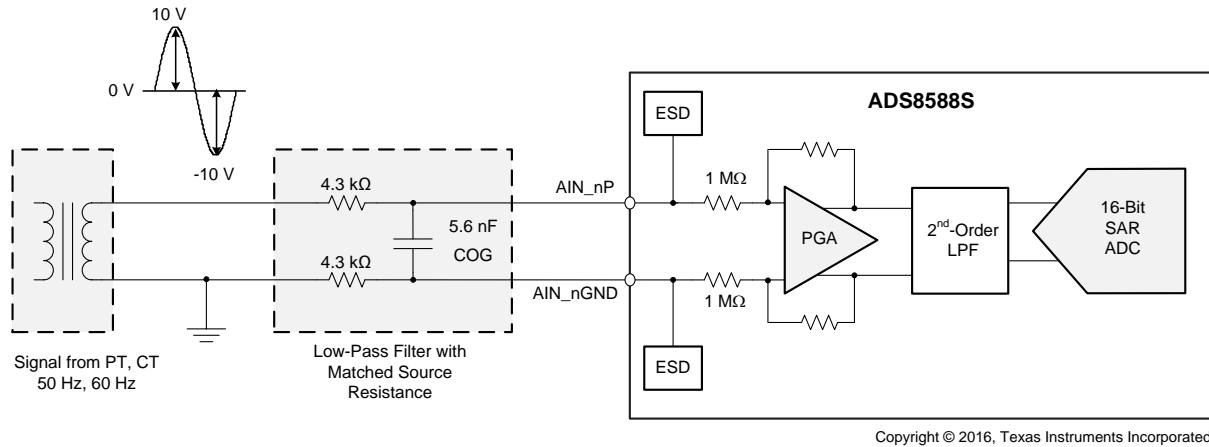 10 V
0 V
-10 V
ADS8588S
ESD
4.3 kΩ
AIN_nP
1 MΩ
5.6 nF
COG
PGA
2nd-Order
LPF
16-Bit
SAR
ADC
4.3 kΩ
AIN_nGND
1 MΩ
ESD
Signal from PT, CT
50 Hz, 60 Hz
Low-Pass Filter with
Matched Source
Resistance
Copyright © 2016, Texas Instruments Incorporated